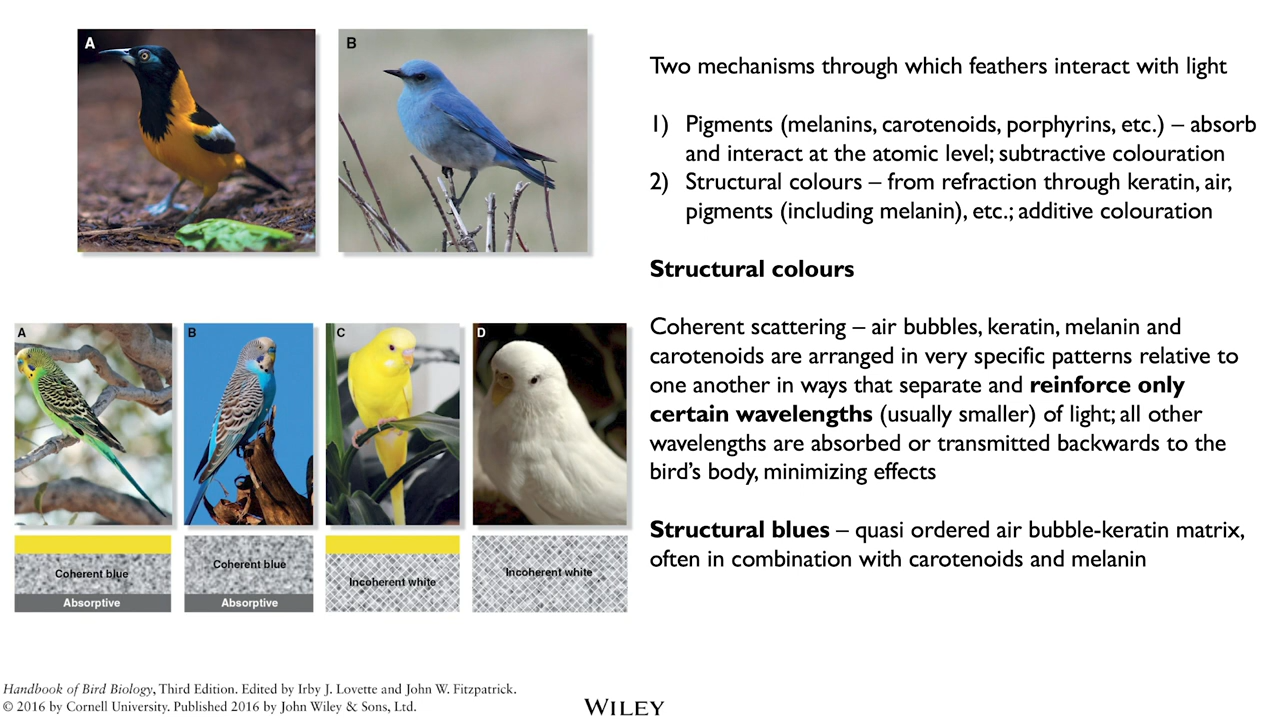 A
B
Two mechanisms through which feathers interact with light
1) Pigments (melanins, carotenoids, porphyrins, etc.) – absorb
and interact at the atomic level; subtractive colouration
2) Structural colours – from refraction through keratin, air,
pigments (including melanin), etc.; additive colouration
Structural colours
Coherent scattering – air bubbles, keratin, melanin and
carotenoids are arranged in very specific patterns relative to
one another in ways that separate and reinforce only
certain wavelengths (usually smaller) of light; all other
wavelengths are absorbed or transmitted backwards to the
bird's body, minimizing effects
Structural blues – quasi ordered air bubble-keratin matrix,
often in combination with carotenoids and melanin
A
B
C
D
Coherent blue
Absorptive
Coherent blue
Absorptive
Incoherent white
Incoherent white
Handbook of Bird Biology, Third Edition. Edited by Irby J. Lovette and John W. Fitzpatrick.
© 2016 by Cornell University. Published 2016 by John Wiley & Sons, Ltd.
WILEY